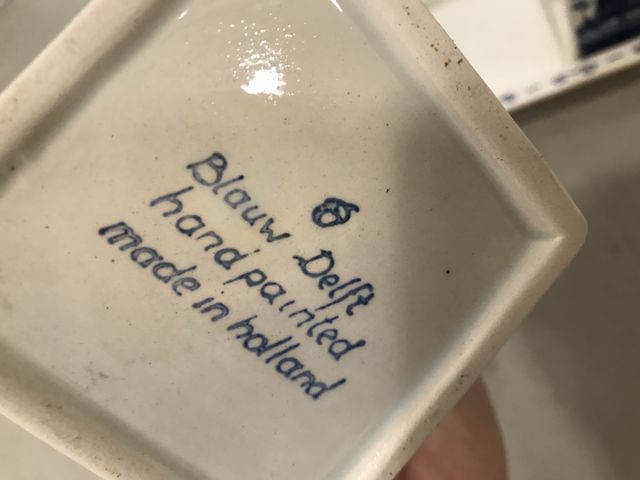 Blauw Delft
hand painted
made in holland